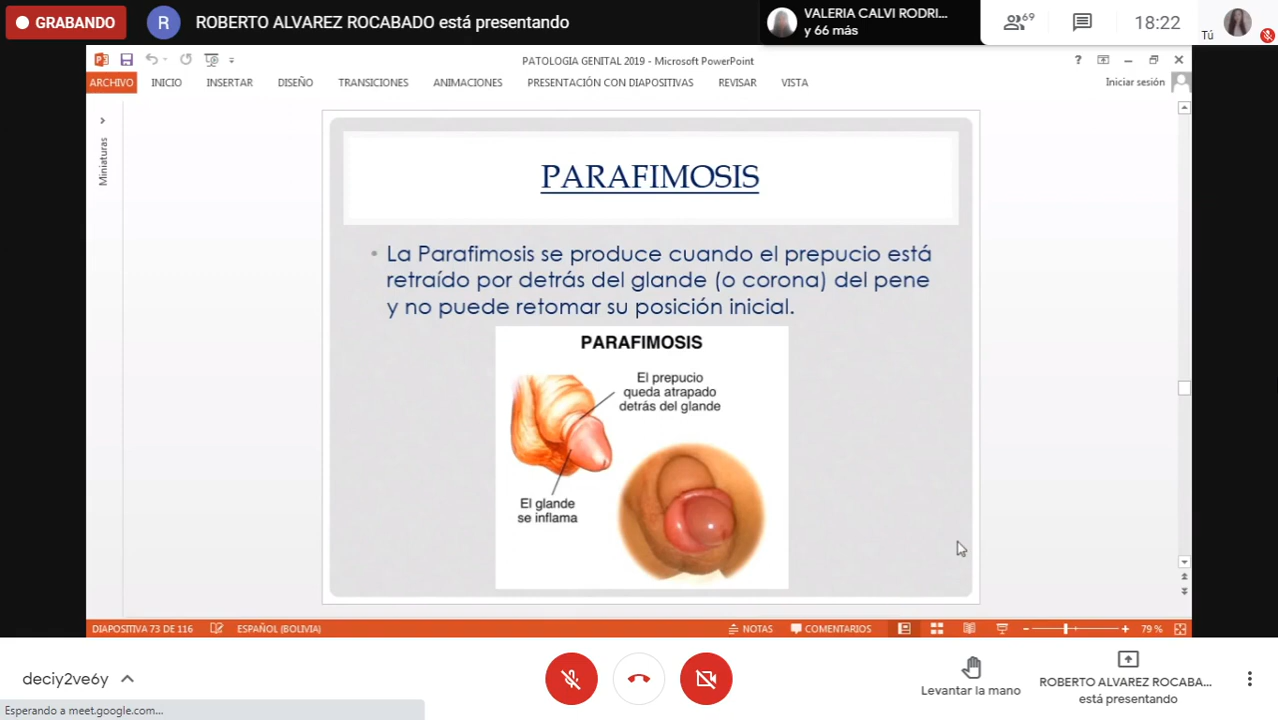 GRABANDO
R
ROBERTO ALVAREZ ROCABADO está presentando
VALERIA CALVI RODRI...
y 66 más
69
18:22
Tú
PATOLOGIA GENITAL 2019 - Microsoft PowerPoint
?
ARCHIVO INICIO INSERTAR DISEÑO TRANSICIONES ANIMACIONES PRESENTACIÓN CON DIAPOSITIVAS REVISAR VISTA
Iniciar sesión
Miniaturas
PARAFIMOSIS
• La Parafimosis se produce cuando el prepucio está
retraído por detrás del glande (o corona) del pene
y no puede retomar su posición inicial.
PARAFIMOSIS
El prepucio
queda atrapado
detrás del glande
El glande
se inflama
DIAPOSITIVA 73 DE 116 ESPAÑOL (BOLIVIA) NOTAS COMENTARIOS 79 %
deciy2ve6y
Levantar la mano
ROBERTO ALVAREZ ROCABA...
está presentando
Esperando a meet.google.com...